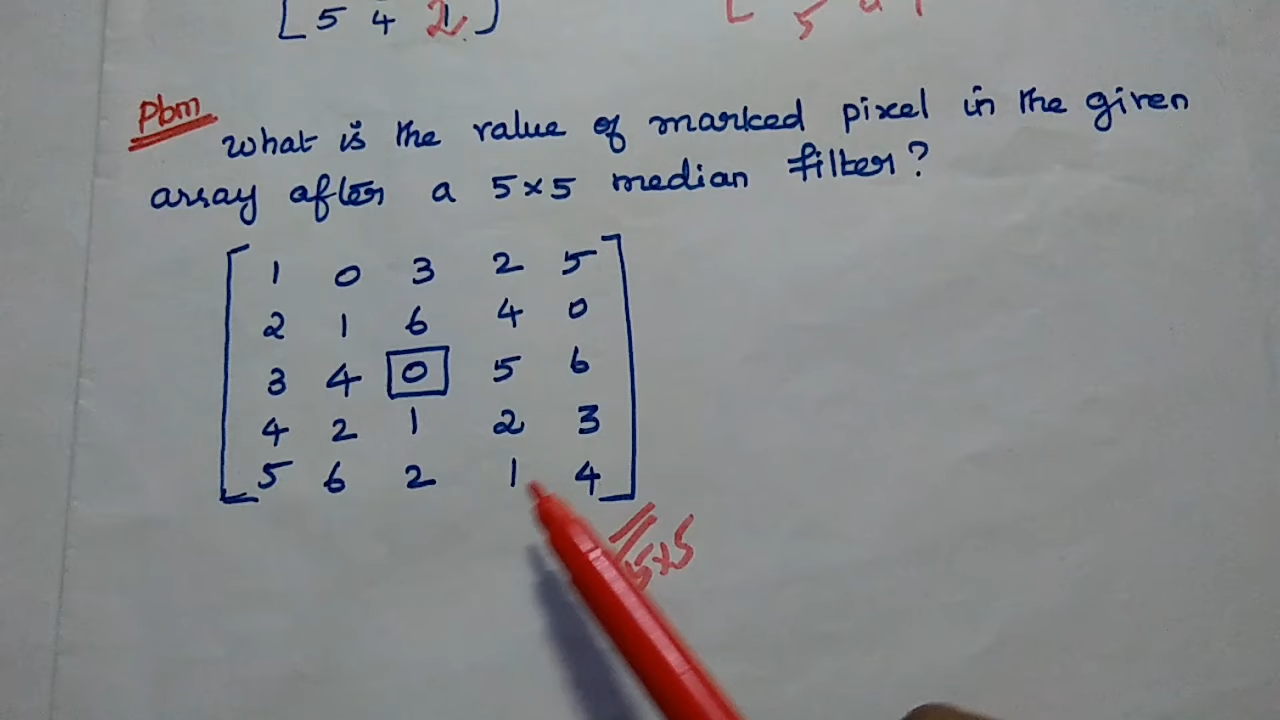 [ 5 4 2 ]
Pbm
What is the value of marked pixel in the given
array after a 5×5 median filter?
1 0 3 2 5
2 1 6 4 0
3 4 0 5 6
4 2 1 2 3
5 6 2 1 4
5×5